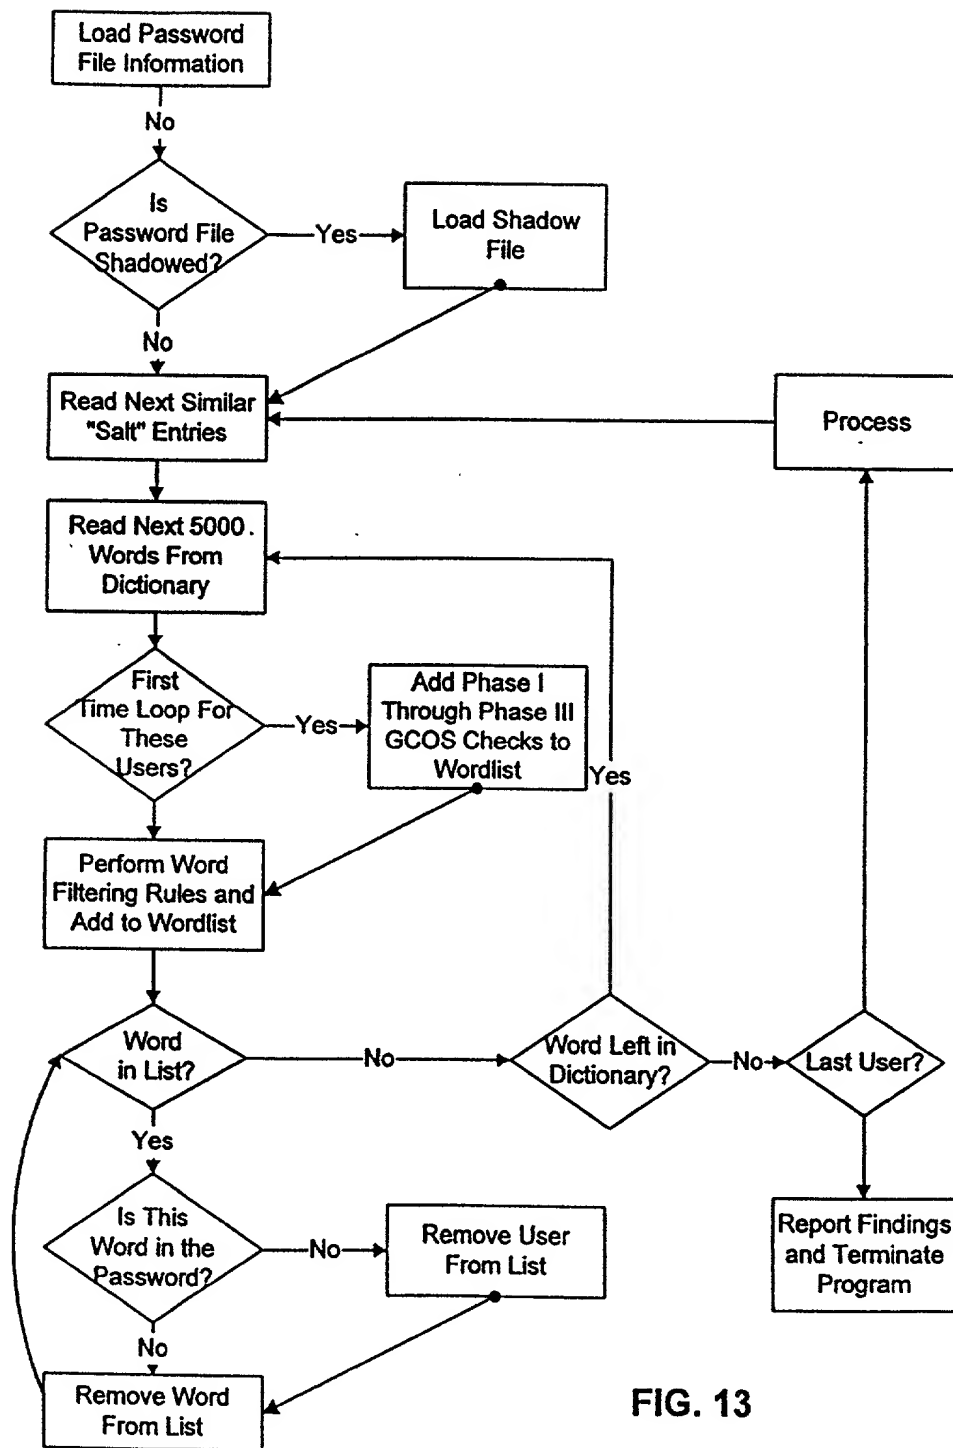 Load Password
File Information
No
Is
Password File
Shadowed?
Yes
Load Shadow
File
No
Read Next Similar
"Salt" Entries
Process
Read Next 5000
Words From
Dictionary
First
Time Loop For
These
Users?
Yes
Add Phase I
Through Phase III
GCOS Checks to
Wordlist
Yes
Perform Word
Filtering Rules and
Add to Wordlist
Word
in List?
No
Word Left in
Dictionary?
No
Last User?
Yes
Is This
Word in the
Password?
No
Remove User
From List
Report Findings
and Terminate
Program
No
Remove Word
From List
FIG. 13